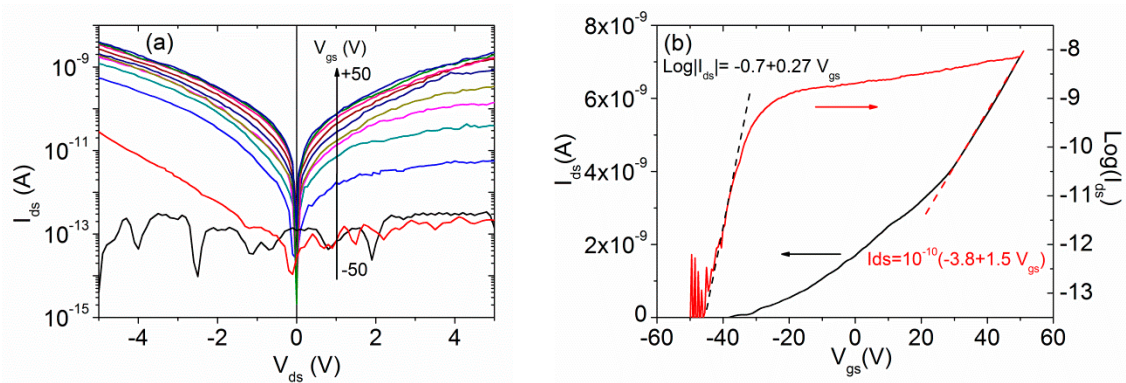 (a)
V_gs (V)
+50
-50
10^-9
10^-11
10^-13
10^-15
I_ds (A)
-4 -2 0 2 4
V_ds (V)
(b)
Log|I_ds|= -0.7+0.27 V_gs
Ids=10^-10(-3.8+1.5 V_gs)
8x10^-9
6x10^-9
4x10^-9
2x10^-9
0
I_ds(A)
-60 -40 -20 0 20 40 60
V_gs(V)
-8
-9
-10
-11
-12
-13
Log(I_ds)